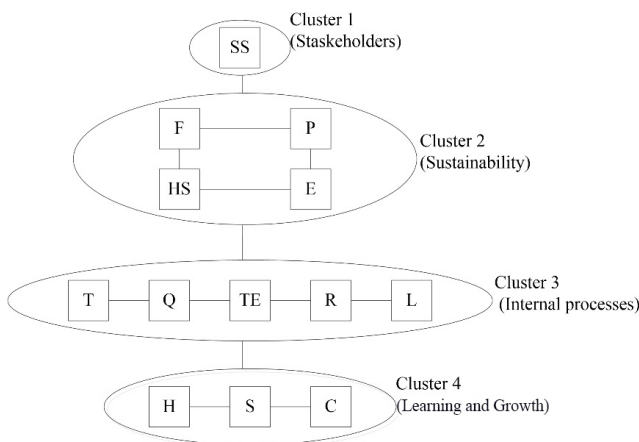 Cluster 1
(Staskeholders)
SS
F P
Cluster 2
(Sustainability)
HS E
T Q TE R L
Cluster 3
(Internal processes)
H S C
Cluster 4
(Learning and Growth)